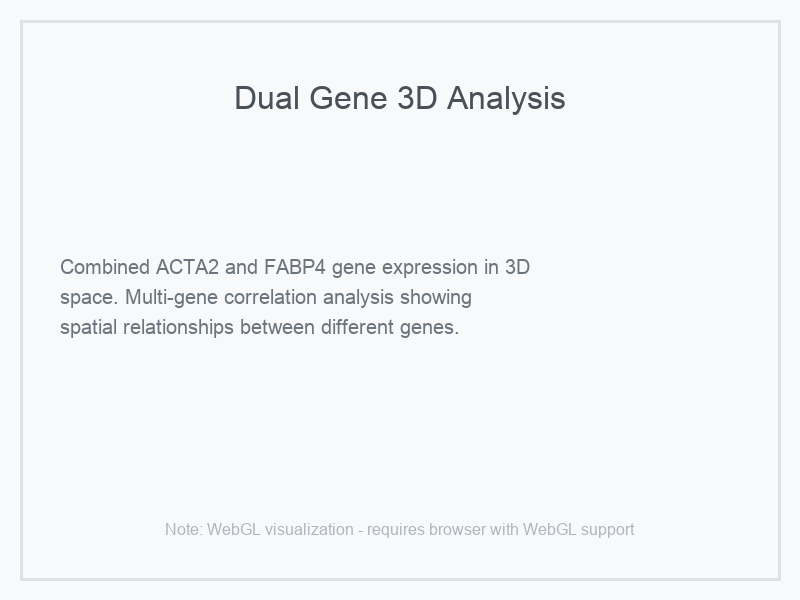 Dual Gene 3D Analysis
Combined ACTA2 and FABP4 gene expression in 3D
space. Multi-gene correlation analysis showing
spatial relationships between different genes.
Note: WebGL visualization - requires browser with WebGL support